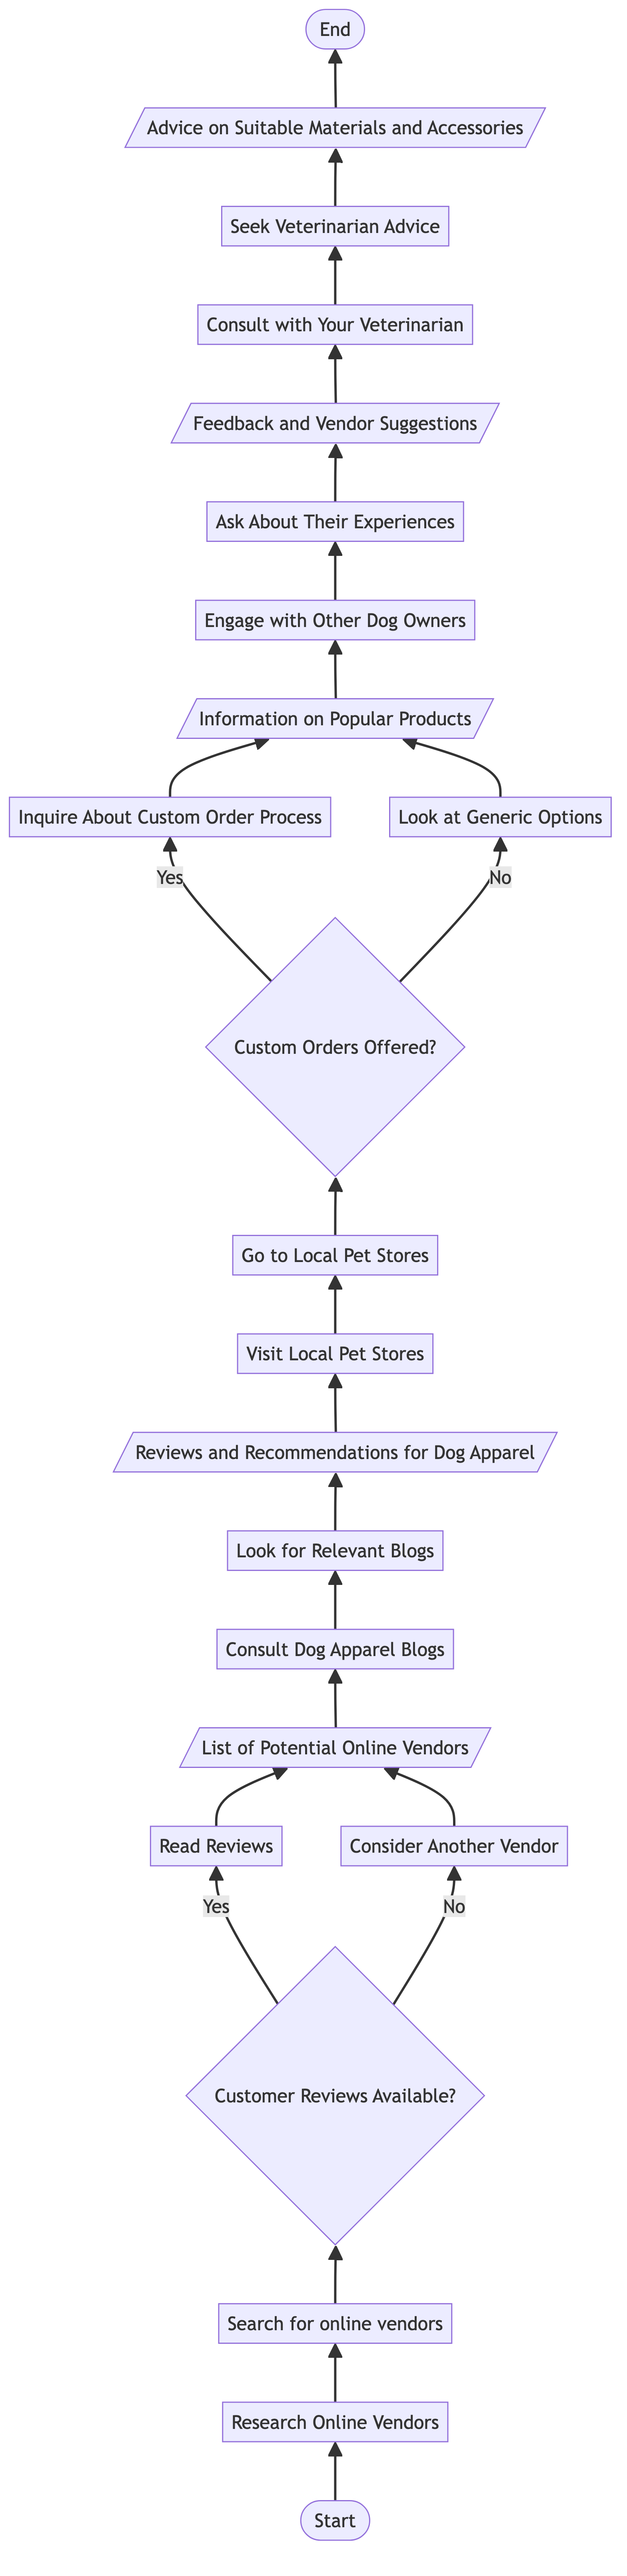 End
Advice on Suitable Materials and Accessories
Seek Veterinarian Advice
Consult with Your Veterinarian
Feedback and Vendor Suggestions
Ask About Their Experiences
Engage with Other Dog Owners
Information on Popular Products
Inquire About Custom Order Process
Look at Generic Options
Yes
No
Custom Orders Offered?
Go to Local Pet Stores
Visit Local Pet Stores
Reviews and Recommendations for Dog Apparel
Look for Relevant Blogs
Consult Dog Apparel Blogs
List of Potential Online Vendors
Read Reviews
Consider Another Vendor
Yes
No
Customer Reviews Available?
Search for online vendors
Research Online Vendors
Start